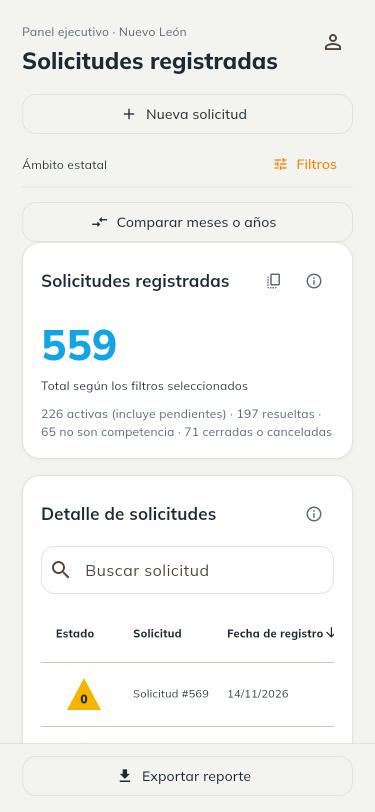 Panel ejecutivo · Nuevo León
Solicitudes registradas
Nueva solicitud
Ámbito estatal
Filtros
Comparar meses o años
Solicitudes registradas
559
Total según los filtros seleccionados
226 activas (incluye pendientes) · 197 resueltas ·
65 no son competencia · 71 cerradas o canceladas
Detalle de solicitudes
Buscar solicitud
Estado Solicitud Fecha de registro
0 Solicitud #569 14/11/2026
Exportar reporte